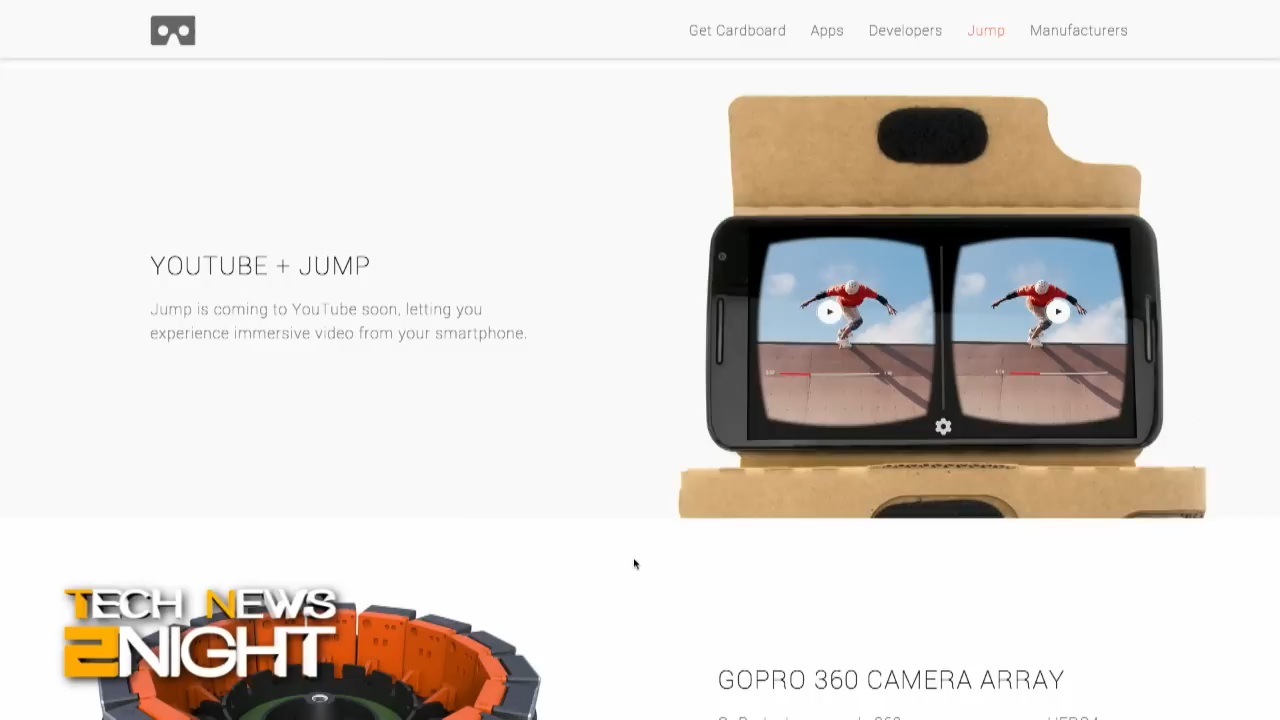 Get Cardboard Apps Developers Jump Manufacturers
YOUTUBE + JUMP
Jump is coming to YouTube soon, letting you
experience immersive video from your smartphone.
TECH NEWS
2NIGHT
GOPRO 360 CAMERA ARRAY